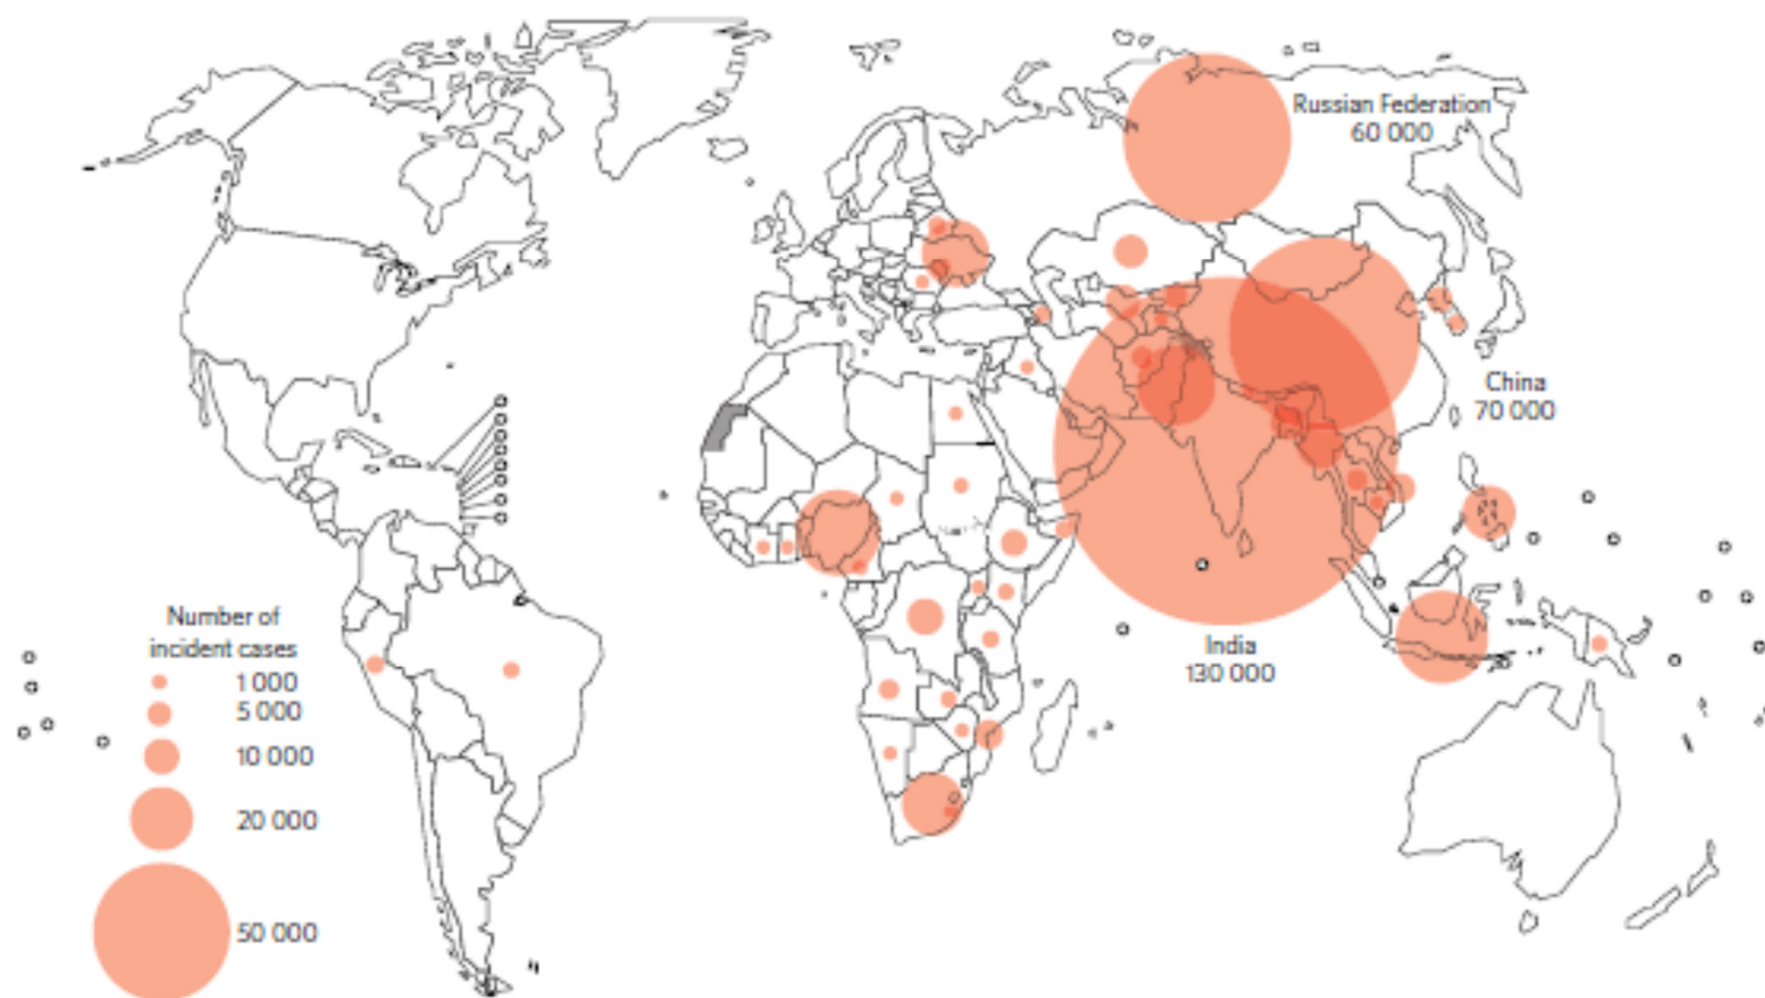 Russian Federation
60 000
China
70 000
India
130 000
Number of
incident cases
1 000
5 000
10 000
20 000
50 000